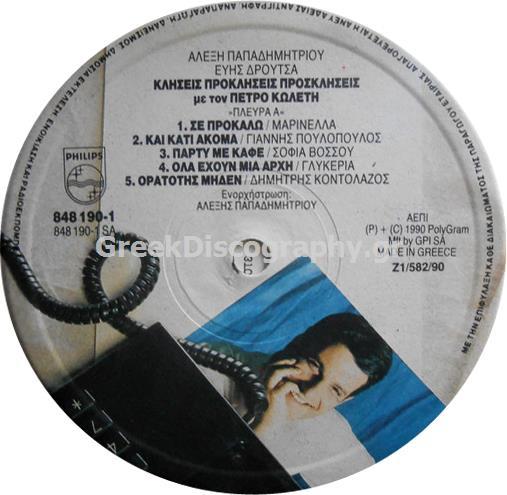 ΑΛΕΞΗ ΠΑΠΑΔΗΜΗΤΡΙΟΥ
ΕΥΗΣ ΔΡΟΥΤΣΑ
ΚΛΗΣΕΙΣ ΠΡΟΚΛΗΣΕΙΣ ΠΡΟΣΚΛΗΣΕΙΣ
με τον ΠΕΤΡΟ ΚΩΛΕΤΗ
»ΠΛΕΥΡΑ Α«
1. ΣΕ ΠΡΟΚΑΛΩ / ΜΑΡΙΝΕΛΛΑ
2. ΚΑΙ ΚΑΤΙ ΑΚΟΜΑ / ΓΙΑΝΝΗΣ ΠΟΥΛΟΠΟΥΛΟΣ
3. ΠΑΡΤΥ ΜΕ ΚΑΦΕ / ΣΟΦΙΑ ΒΟΣΣΟΥ
4. ΟΛΑ ΕΧΟΥΝ ΜΙΑ ΑΡΧΗ / ΓΛΥΚΕΡΙΑ
5. ΟΡΑΤΟΤΗΣ ΜΗΔΕΝ / ΔΗΜΗΤΡΗΣ ΚΟΝΤΟΛΑΖΟΣ
Ενορχήστρωση:
ΑΛΕΞΗΣ ΠΑΠΑΔΗΜΗΤΡΙΟΥ
PHILIPS
848 190-1
848 190-1 SA
ΑΕΠΙ
(P) + (C) 1990 PolyGram
Mfd by GPI SA
MADE IN GREECE
Z1/582/90
GreekDiscography.gr